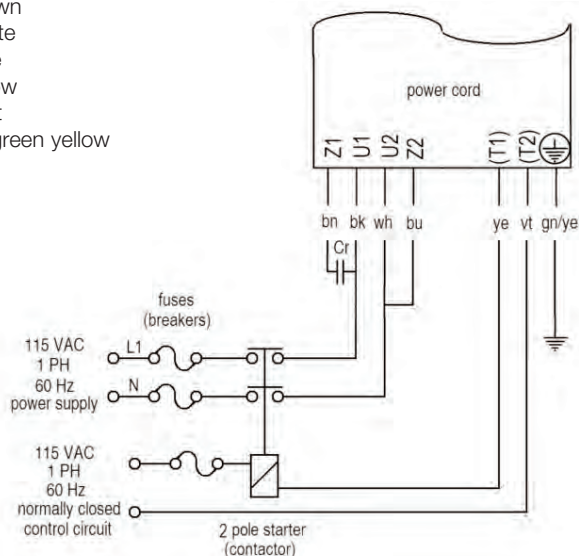 green yellow
power cord
Z1 U1 U2 Z2 (T1) (T2)
bn bk wh bu ye vt gn/ye
Cr
fuses
(breakers)
115 VAC
1 PH
60 Hz
power supply
L1
N
115 VAC
1 PH
60 Hz
normally closed
control circuit
2 pole starter
(contactor)